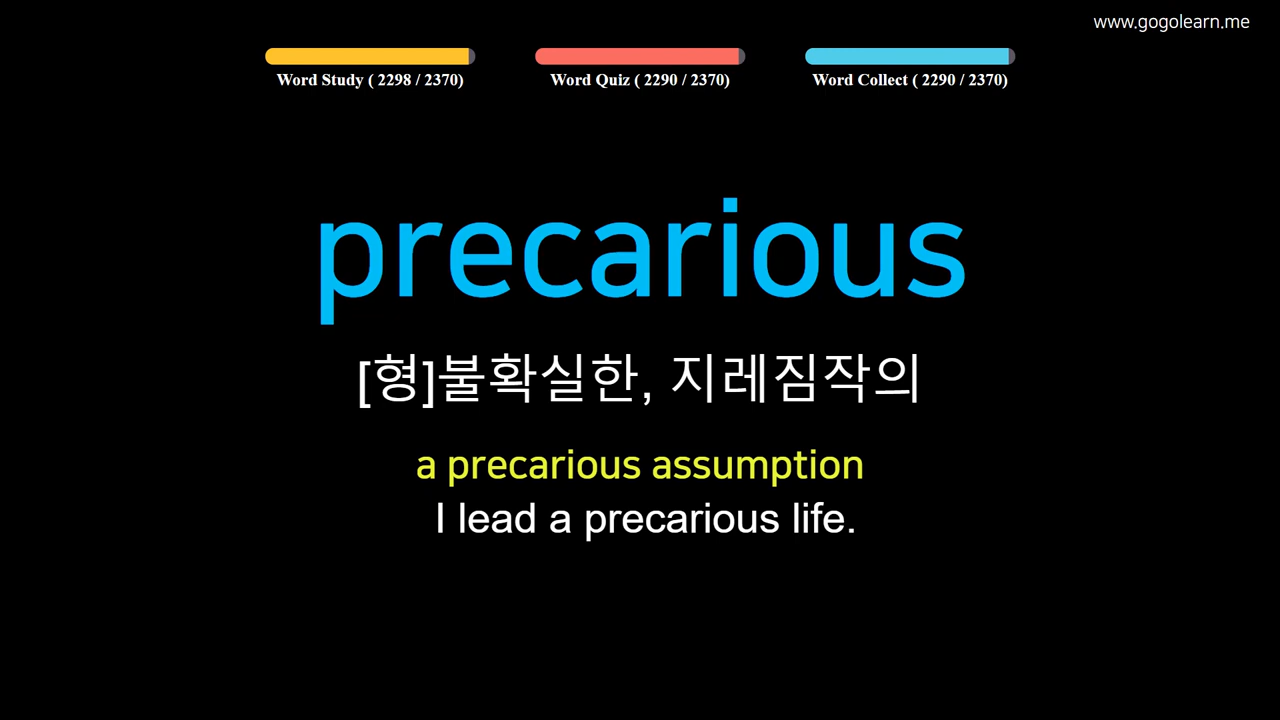 www.gogolearn.me
Word Study ( 2298 / 2370)
Word Quiz ( 2290 / 2370)
Word Collect ( 2290 / 2370)
precarious
[형]불확실한, 지레짐작의
a precarious assumption
I lead a precarious life.